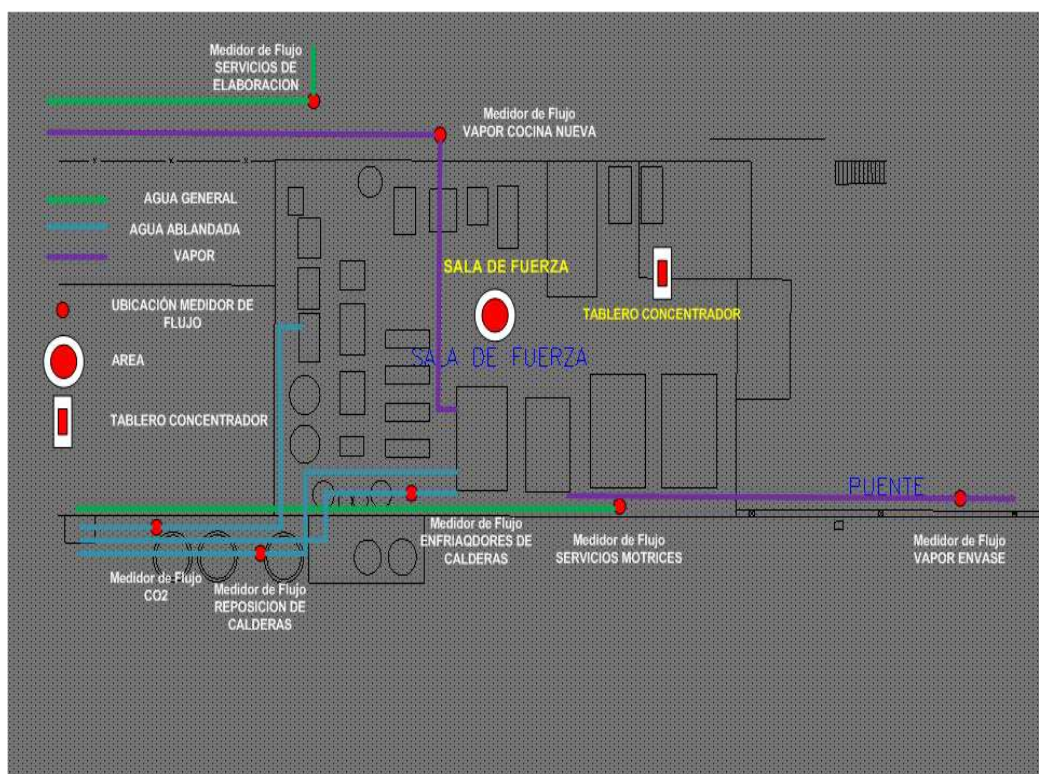 Medidor de Flujo
SERVICIOS DE
ELABORACION
Medidor de Flujo
VAPOR COCINA NUEVA
AGUA GENERAL
AGUA ABLANDADA
VAPOR
UBICACIÓN MEDIDOR DE
FLUJO
AREA
TABLERO CONCENTRADOR
SALA DE FUERZA
TABLERO CONCENTRADOR
SALA DE FUERZA
PUENTE
Medidor de Flujo
ENFRIAQDORES DE
CALDERAS
Medidor de Flujo
SERVICIOS MOTRICES
Medidor de Flujo
VAPOR ENVASE
Medidor de Flujo
CO2
Medidor de Flujo
REPOSICION DE
CALDERAS